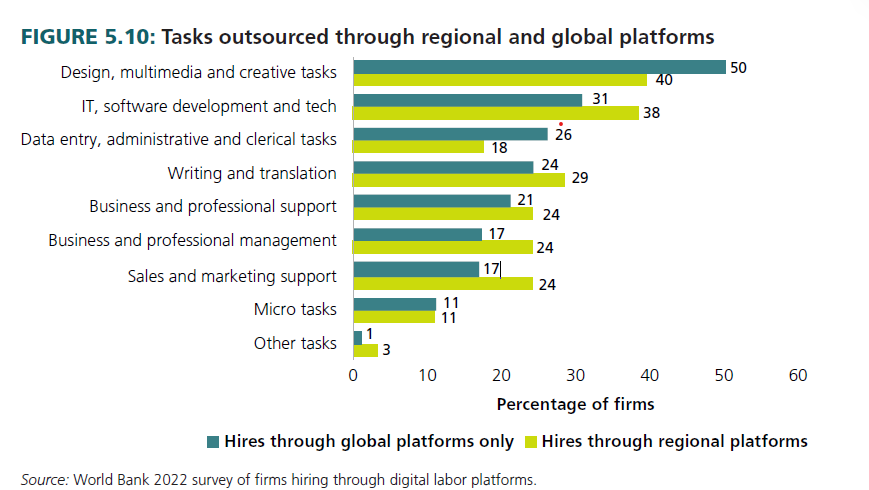 FIGURE 5.10: Tasks outsourced through regional and global platforms
Design, multimedia and creative tasks 50 40
IT, software development and tech 31 38
Data entry, administrative and clerical tasks 26 18
Writing and translation 24 29
Business and professional support 21 24
Business and professional management 17 24
Sales and marketing support 17 24
Micro tasks 11 11
Other tasks 1 3
0 10 20 30 40 50 60
Percentage of firms
Hires through global platforms only Hires through regional platforms
Source: World Bank 2022 survey of firms hiring through digital labor platforms.